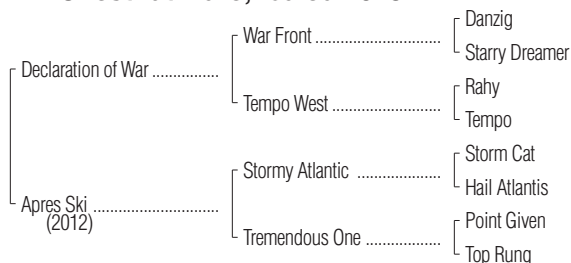 Danzig
War Front ................................
Starry Dreamer
Declaration of War ................
Rahy
Tempo West ...........................
Tempo
Storm Cat
Stormy Atlantic .....................
Hail Atlantis
Apres Ski ................................
(2012)
Point Given
Tremendous One ...................
Top Rung